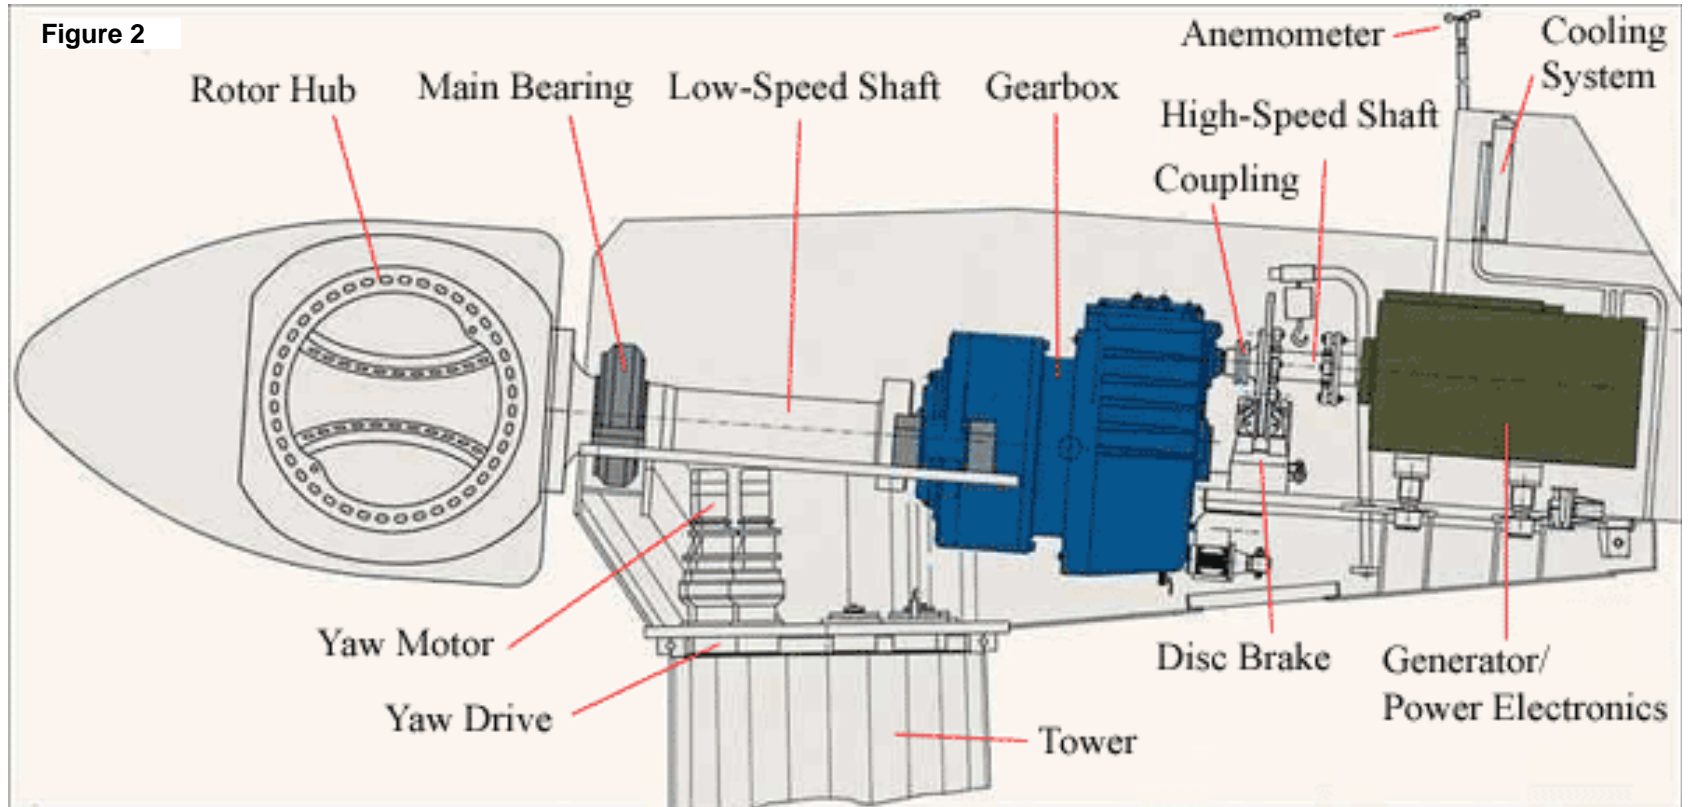 Figure 2
Anemometer
Cooling
System
Rotor Hub
Main Bearing
Low-Speed Shaft
Gearbox
High-Speed Shaft
Coupling
Yaw Motor
Yaw Drive
Tower
Disc Brake
Generator/
Power Electronics